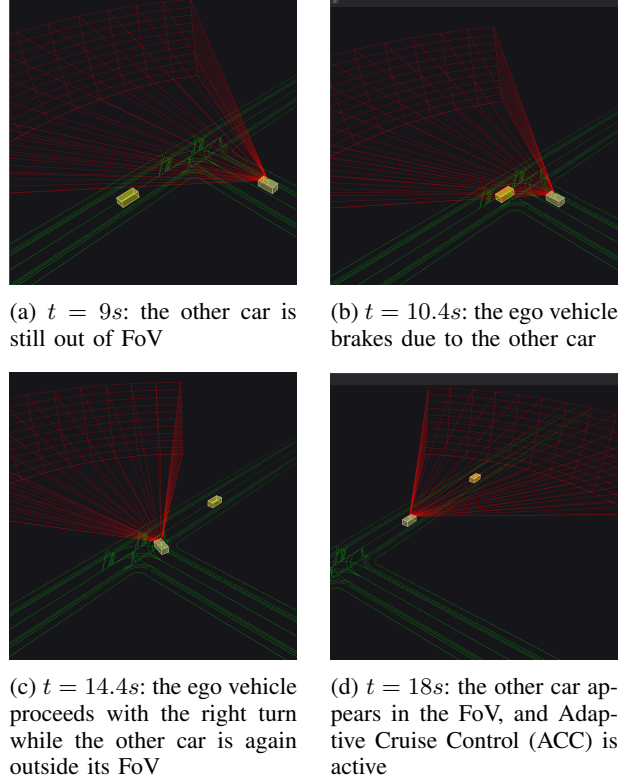 (a) t = 9s: the other car is
still out of FoV
(b) t = 10.4s: the ego vehicle
brakes due to the other car
(c) t = 14.4s: the ego vehicle
proceeds with the right turn
while the other car is again
outside its FoV
(d) t = 18s: the other car ap-
pears in the FoV, and Adap-
tive Cruise Control (ACC) is
active